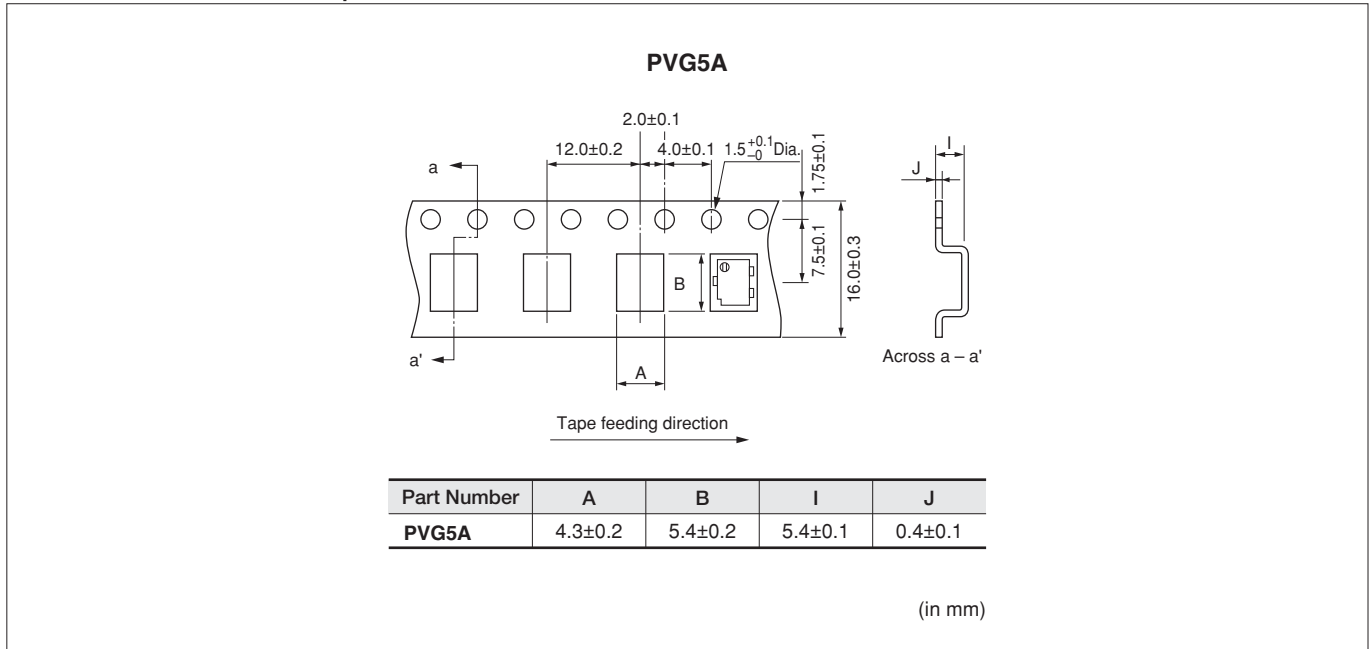 PVG5A
2.0±0.1
12.0±0.2
4.0±0.1
1.5 +0.1 −0 Dia.
1.75±0.1
7.5±0.1
16.0±0.3
a
a'
B
A
I
J
Across a – a'
Tape feeding direction
Part Number A B I J
PVG5A 4.3±0.2 5.4±0.2 5.4±0.1 0.4±0.1
(in mm)